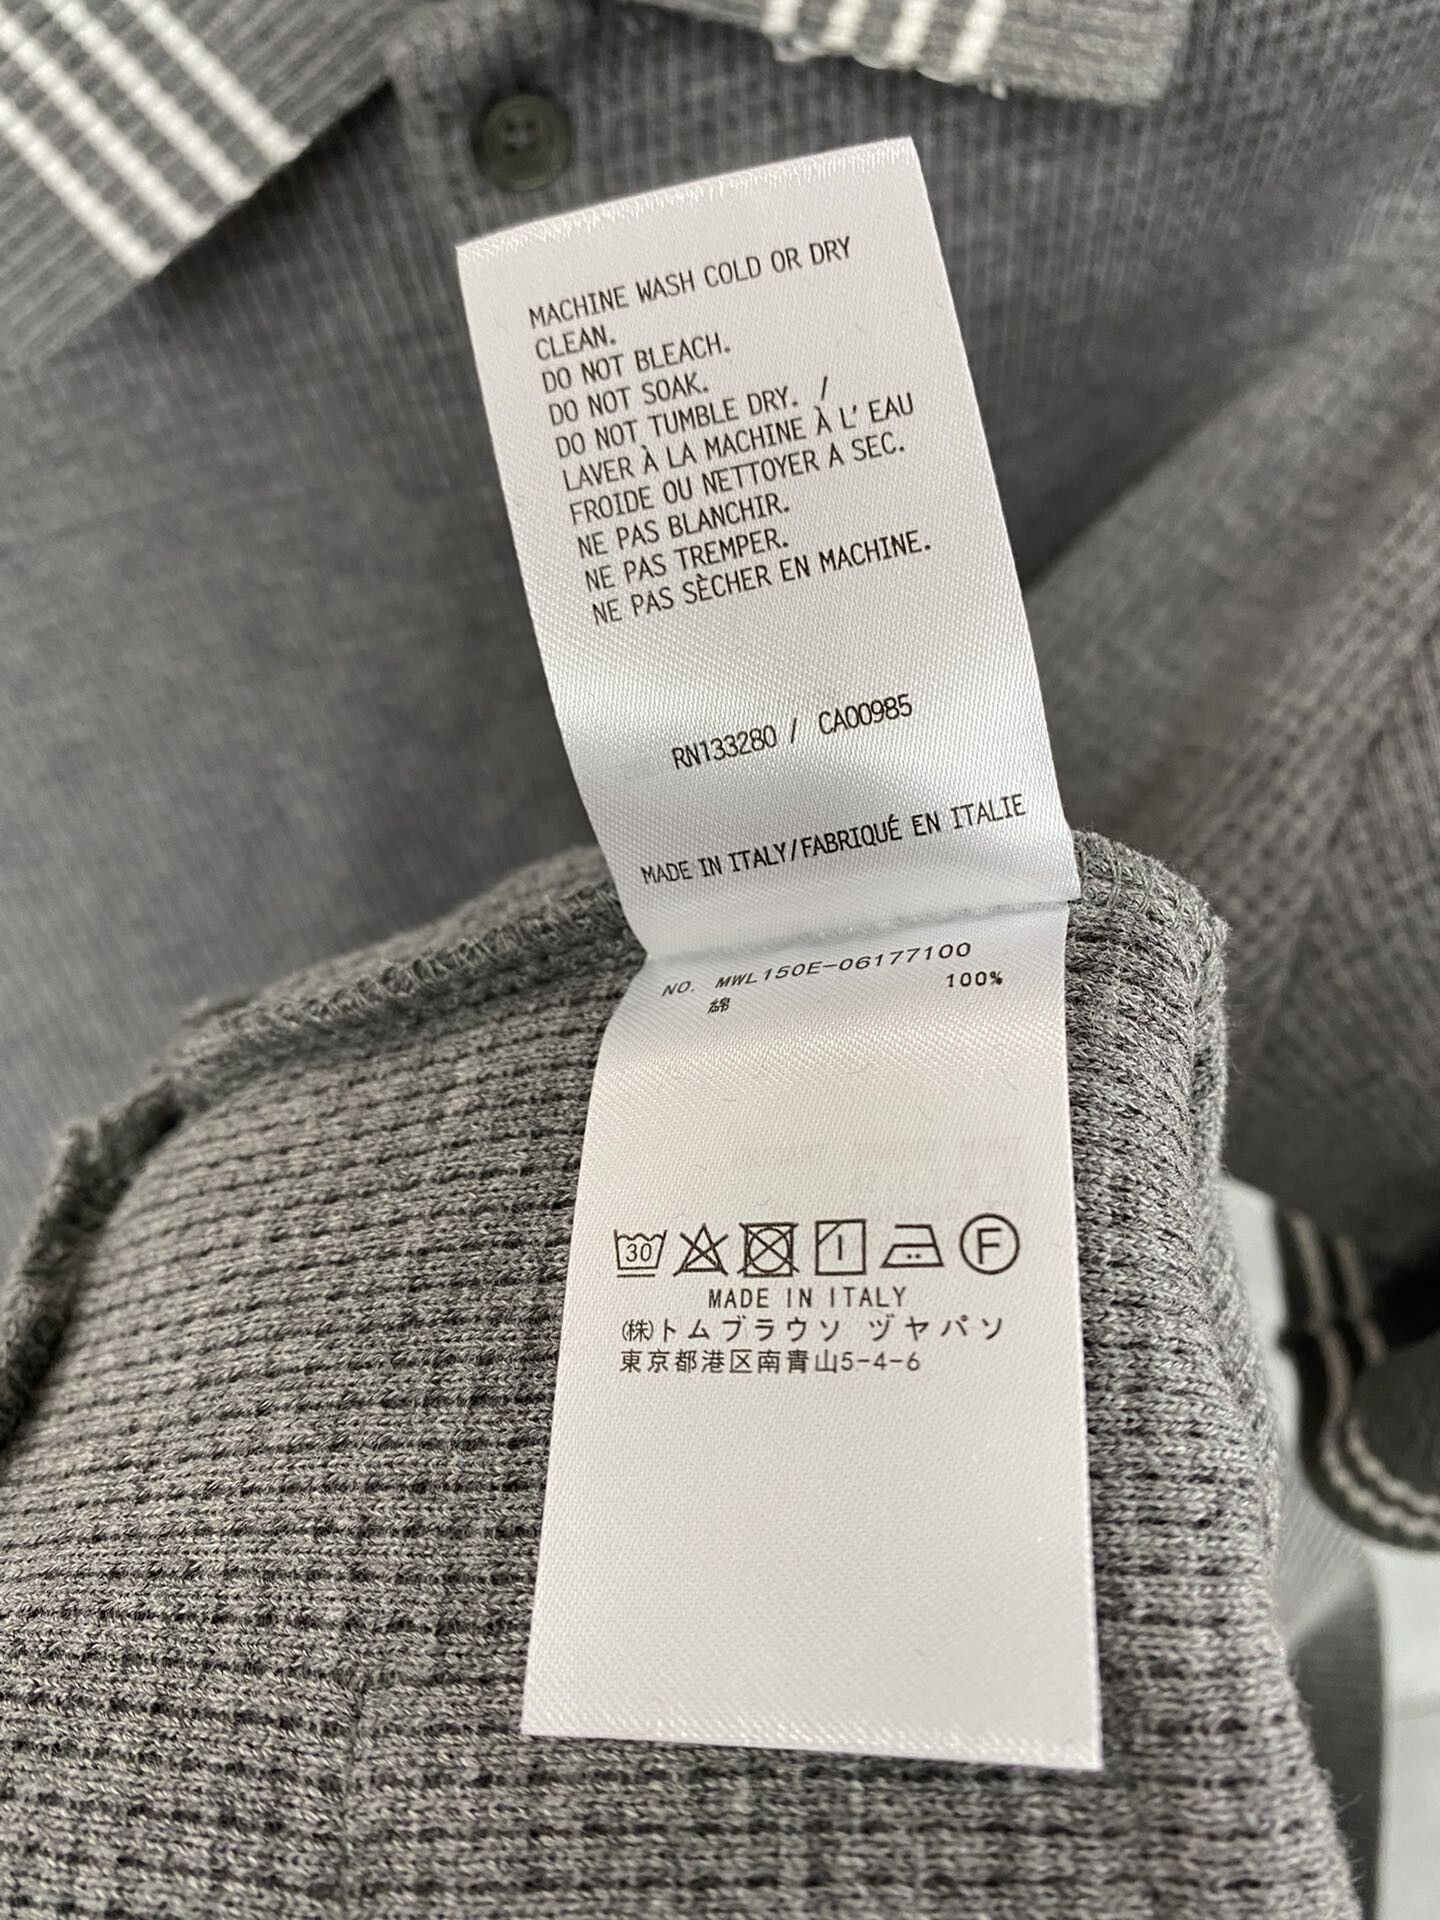 MACHINE WASH COLD OR DRY
CLEAN.
DO NOT BLEACH.
DO NOT SOAK.
DO NOT TUMBLE DRY. /
LAVER À LA MACHINE À L' EAU
FROIDE OU NETTOYER A SEC.
NE PAS BLANCHIR.
NE PAS TREMPER.
NE PAS SÈCHER EN MACHINE.
RN133280 / CA00985
MADE IN ITALY/FABRIQUÉ EN ITALIE
NO. MWL150E-06177100
綿 100%
30 F
MADE IN ITALY
(株)トムブラウン ヅヤパン
東京都港区南青山5-4-6